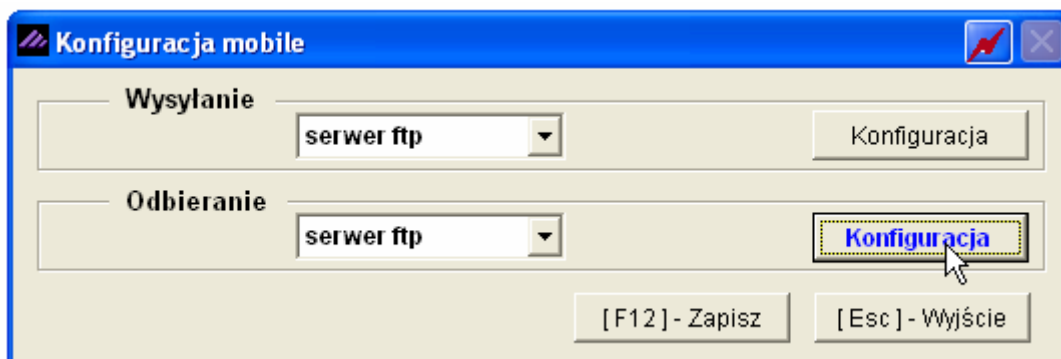 Konfiguracja mobile
Wysyłanie
serwer ftp
Konfiguracja
Odbieranie
serwer ftp
Konfiguracja
[ F12 ] - Zapisz
[ Esc ] - Wyjście